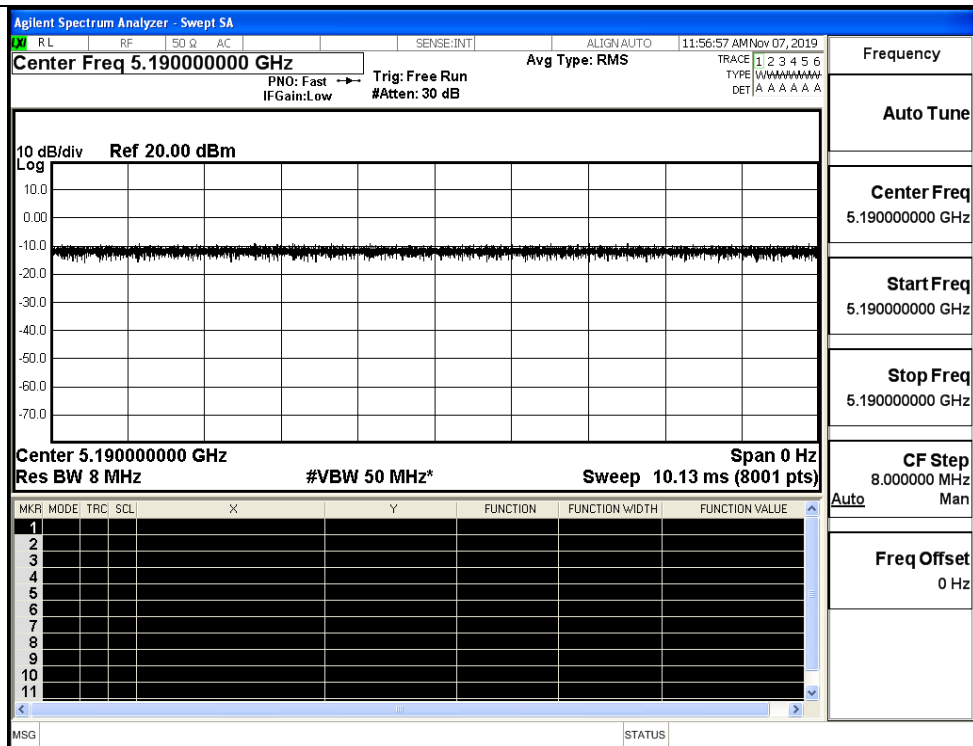 Agilent Spectrum Analyzer - Swept SA
LXI RL RF 50 Ω AC SENSE:INT ALIGN AUTO 11:56:57 AM Nov 07, 2019
Center Freq 5.190000000 GHz
PNO: Fast
IFGain:Low
Trig: Free Run
#Atten: 30 dB
Avg Type: RMS
TRACE 1 2 3 4 5 6
TYPE WWWWWW
DET A A A A A A
10 dB/div Ref 20.00 dBm
Log
10.0
0.00
-10.0
-20.0
-30.0
-40.0
-50.0
-60.0
-70.0
Center 5.190000000 GHz Span 0 Hz
Res BW 8 MHz #VBW 50 MHz* Sweep 10.13 ms (8001 pts)
MKR MODE TRC SCL X Y FUNCTION FUNCTION WIDTH FUNCTION VALUE
1
2
3
4
5
6
7
8
9
10
11
MSG STATUS
Frequency
Auto Tune
Center Freq
5.190000000 GHz
Start Freq
5.190000000 GHz
Stop Freq
5.190000000 GHz
CF Step
8.000000 MHz
Auto Man
Freq Offset
0 Hz